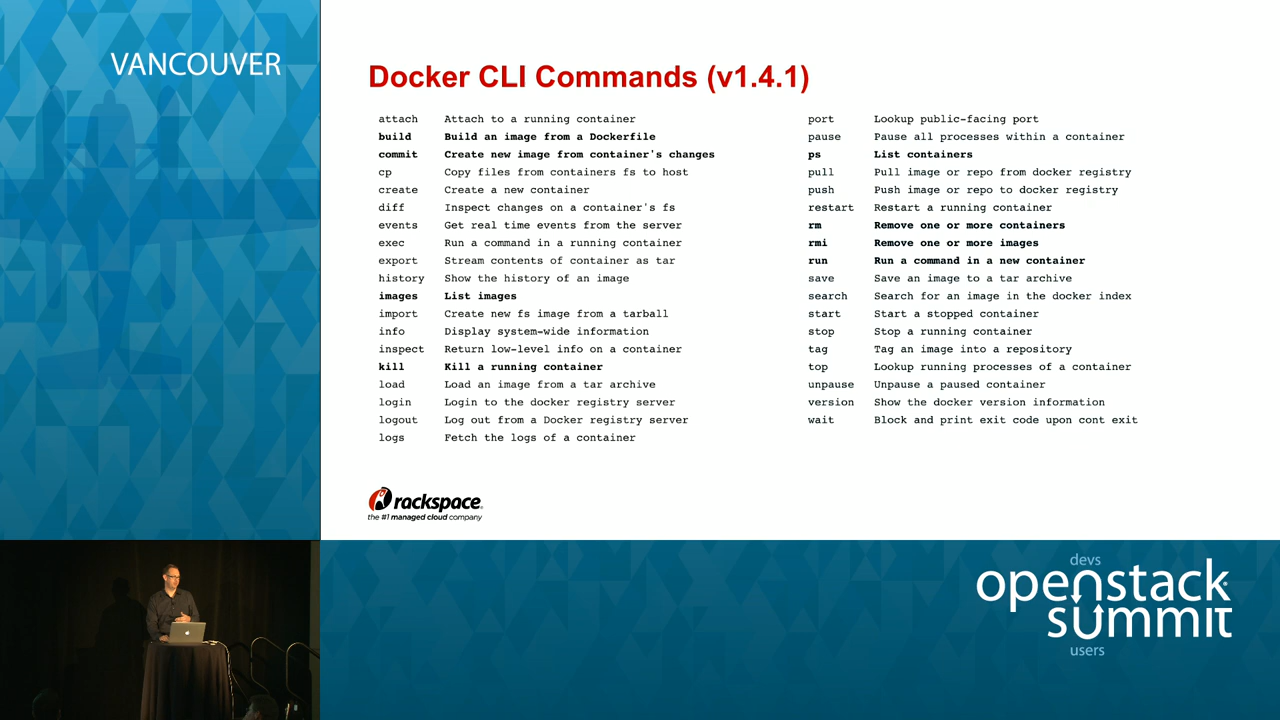 VANCOUVER
Docker CLI Commands (v1.4.1)
attach Attach to a running container
build Build an image from a Dockerfile
commit Create new image from container's changes
cp Copy files from containers fs to host
create Create a new container
diff Inspect changes on a container's fs
events Get real time events from the server
exec Run a command in a running container
export Stream contents of container as tar
history Show the history of an image
images List images
import Create new fs image from a tarball
info Display system-wide information
inspect Return low-level info on a container
kill Kill a running container
load Load an image from a tar archive
login Login to the docker registry server
logout Log out from a Docker registry server
logs Fetch the logs of a container
port Lookup public-facing port
pause Pause all processes within a container
ps List containers
pull Pull image or repo from docker registry
push Push image or repo to docker registry
restart Restart a running container
rm Remove one or more containers
rmi Remove one or more images
run Run a command in a new container
save Save an image to a tar archive
search Search for an image in the docker index
start Start a stopped container
stop Stop a running container
tag Tag an image into a repository
top Lookup running processes of a container
unpause Unpause a paused container
version Show the docker version information
wait Block and print exit code upon cont exit
rackspace
the #1 managed cloud company
devs
openstack
summit
users